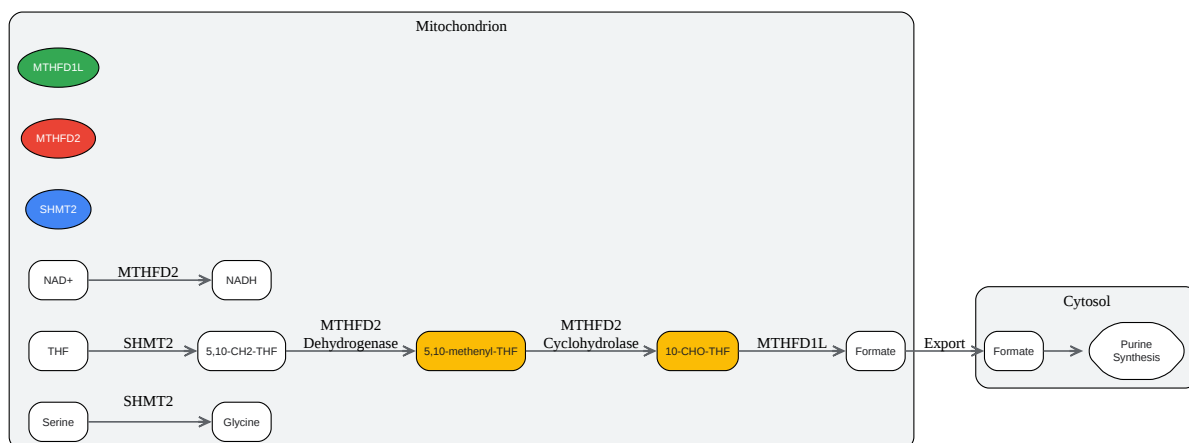 Mitochondrion
MTHFD1L
MTHFD2
SHMT2
NAD+
MTHFD2
NADH
Cytosol
THF
SHMT2
5,10-CH2-THF
MTHFD2
Dehydrogenase
5,10-methenyl-THF
MTHFD2
Cyclohydrolase
10-CHO-THF
MTHFD1L
Formate
Export
Formate
Purine
Synthesis
Serine
SHMT2
Glycine